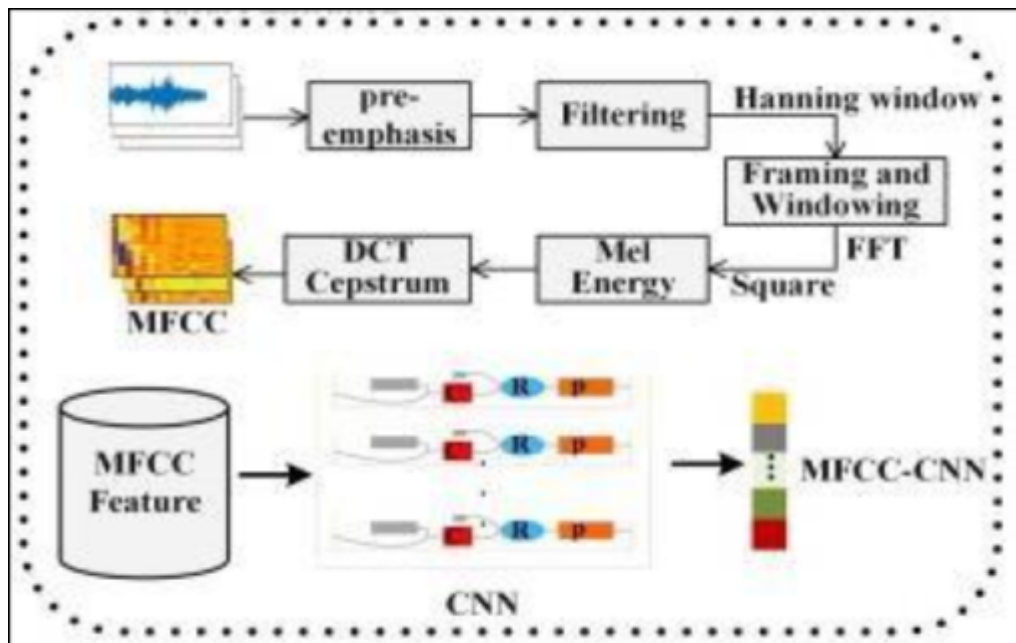 pre-
emphasis
Filtering
Hanning window
Framing and
Windowing
FFT
Square
Mel
Energy
DCT
Cepstrum
MFCC
MFCC
Feature
R
P
R
P
R
P
CNN
MFCC-CNN